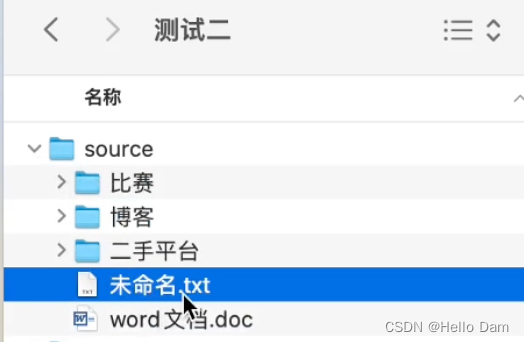 测试二
名称
source
比赛
博客
二手平台
未命名.txt
word文档.doc
CSDN @Hello Dam